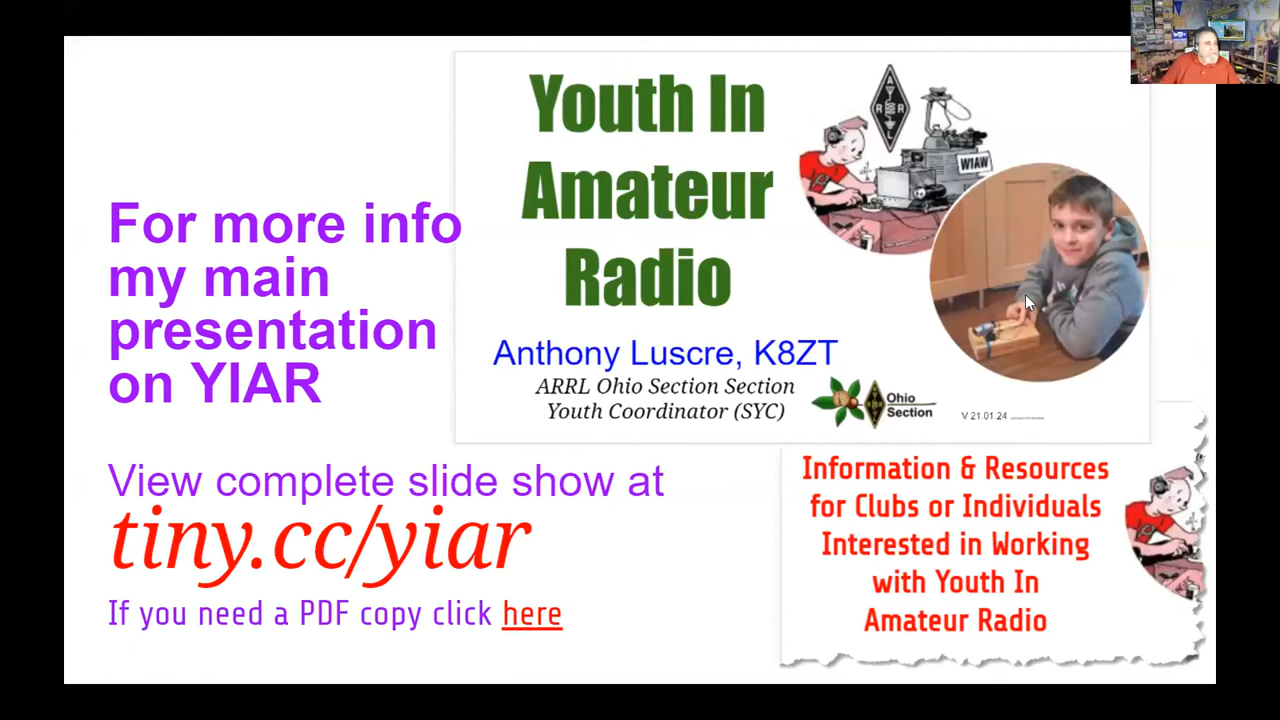 Youth In
Amateur
Radio
W1AW
For more info
my main
presentation
on YIAR
Anthony Luscre, K8ZT
ARRL Ohio Section Section
Youth Coordinator (SYC)
Ohio
Section
V 21.01.24
View complete slide show at
tiny.cc/yiar
If you need a PDF copy click here
Information & Resources
for Clubs or Individuals
Interested in Working
with Youth In
Amateur Radio